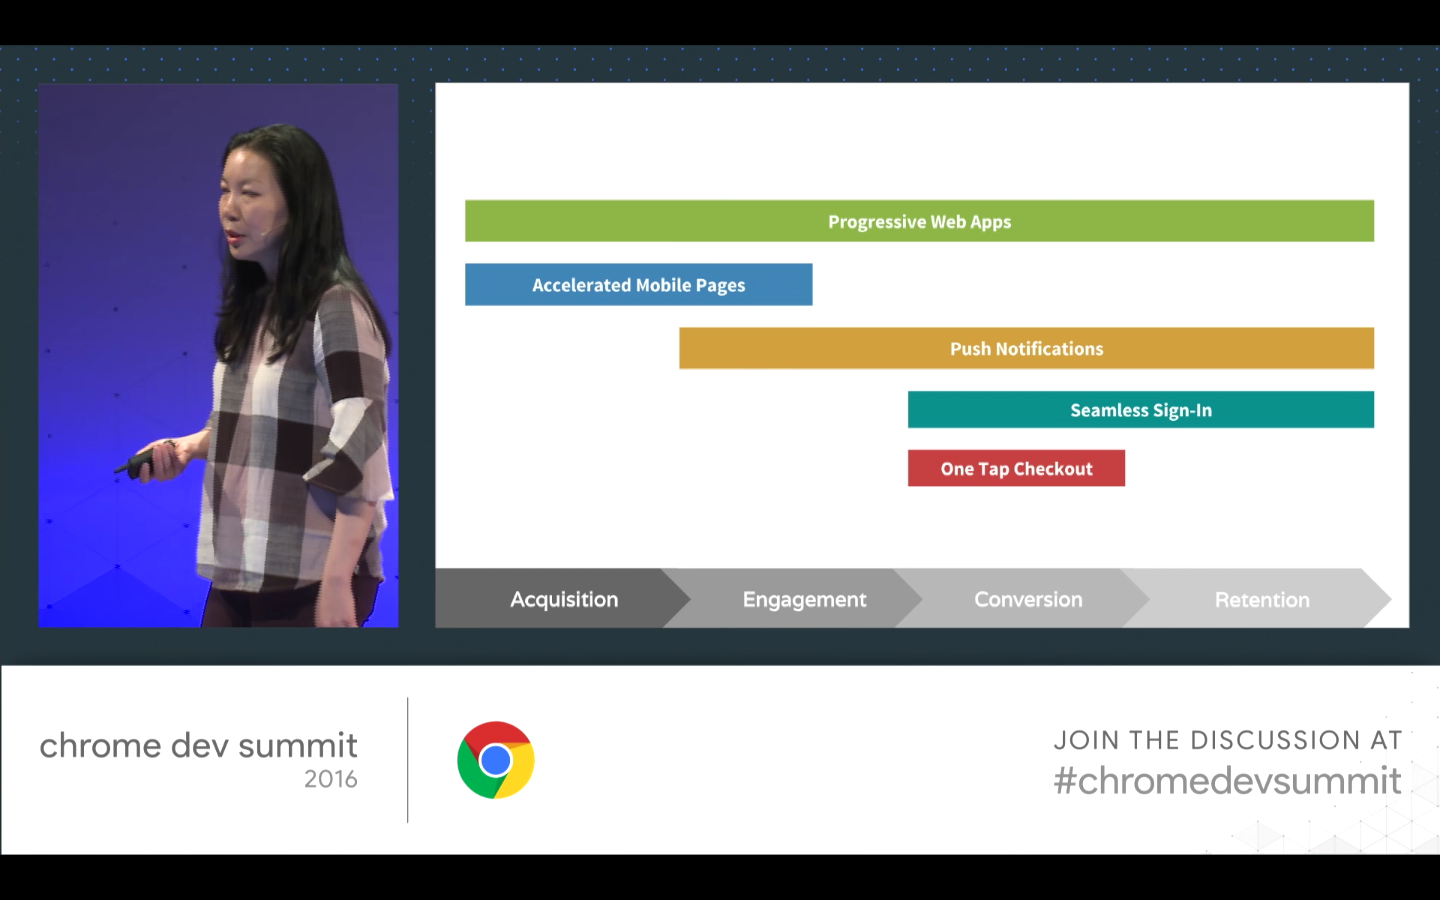 Progressive Web Apps
Accelerated Mobile Pages
Push Notifications
Seamless Sign-In
One Tap Checkout
Acquisition
Engagement
Conversion
Retention
chrome dev summit
2016
JOIN THE DISCUSSION AT
#chromedevsummit